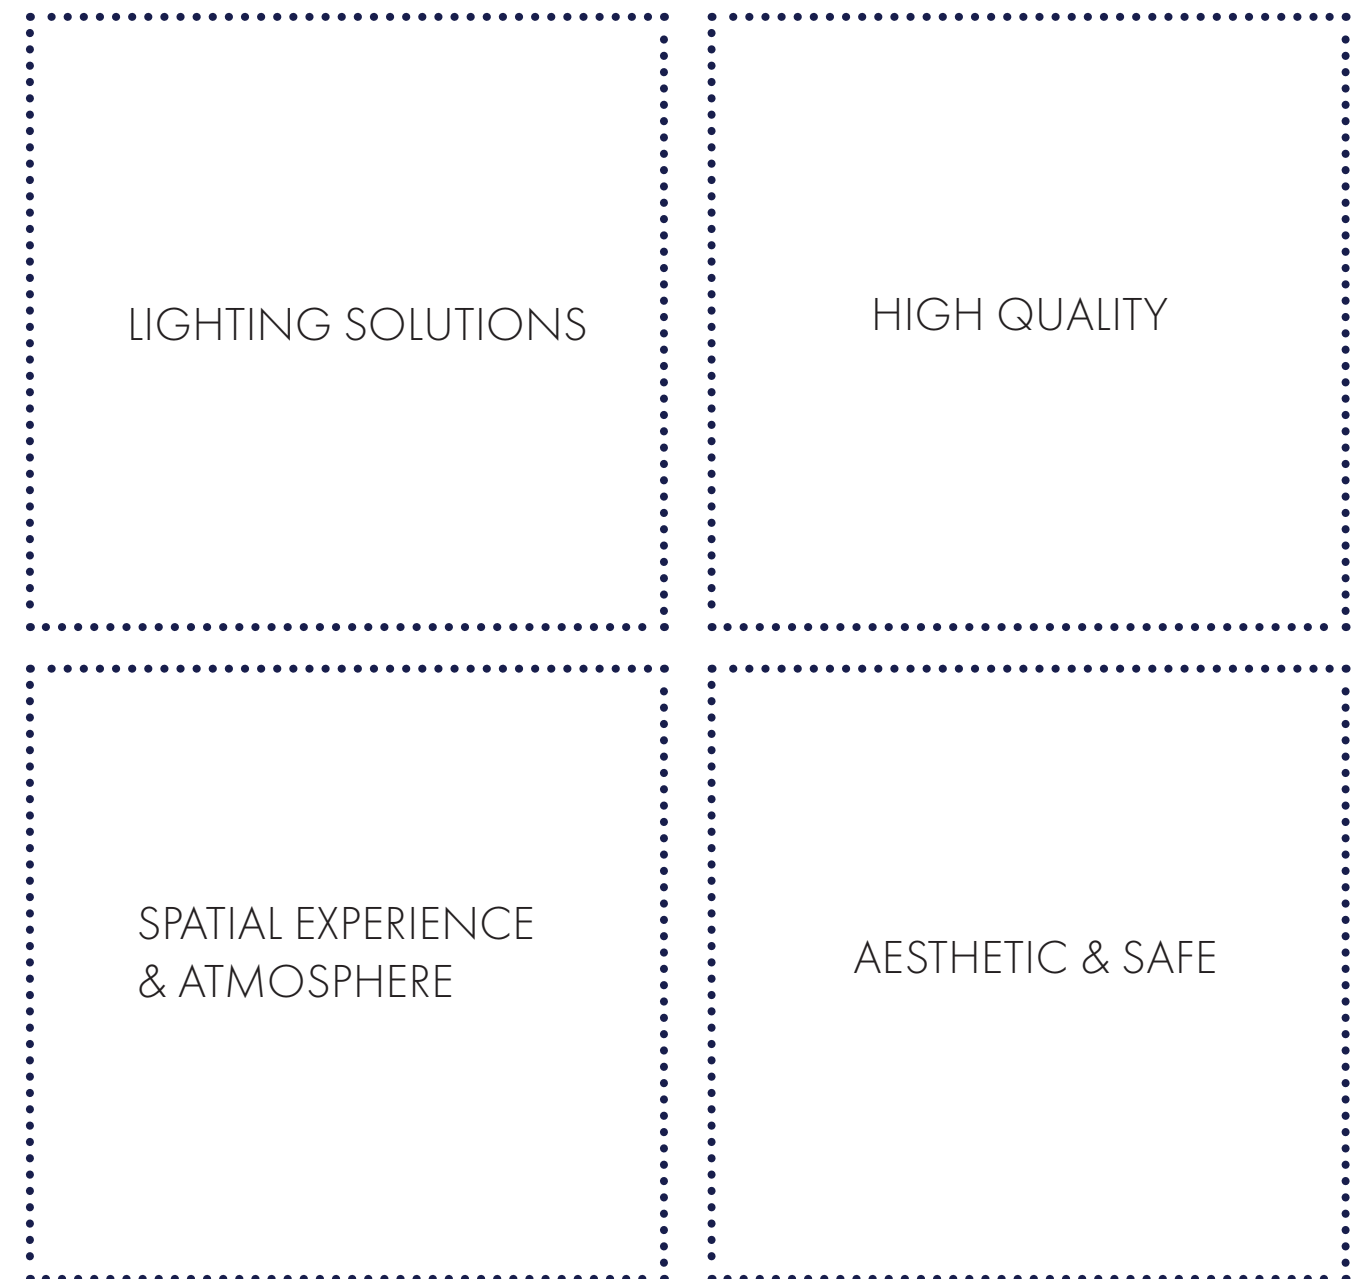 LIGHTING SOLUTIONS
HIGH QUALITY
SPATIAL EXPERIENCE
& ATMOSPHERE
AESTHETIC & SAFE